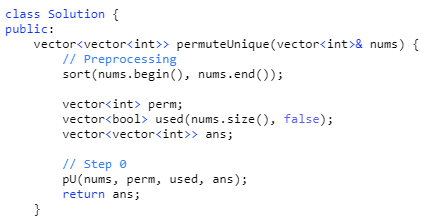 class Solution {
public:
    vector<vector<int>> permuteUnique(vector<int>& nums) {
        // Preprocessing
        sort(nums.begin(), nums.end());

        vector<int> perm;
        vector<bool> used(nums.size(), false);
        vector<vector<int>> ans;

        // Step 0
        pU(nums, perm, used, ans);
        return ans;
    }